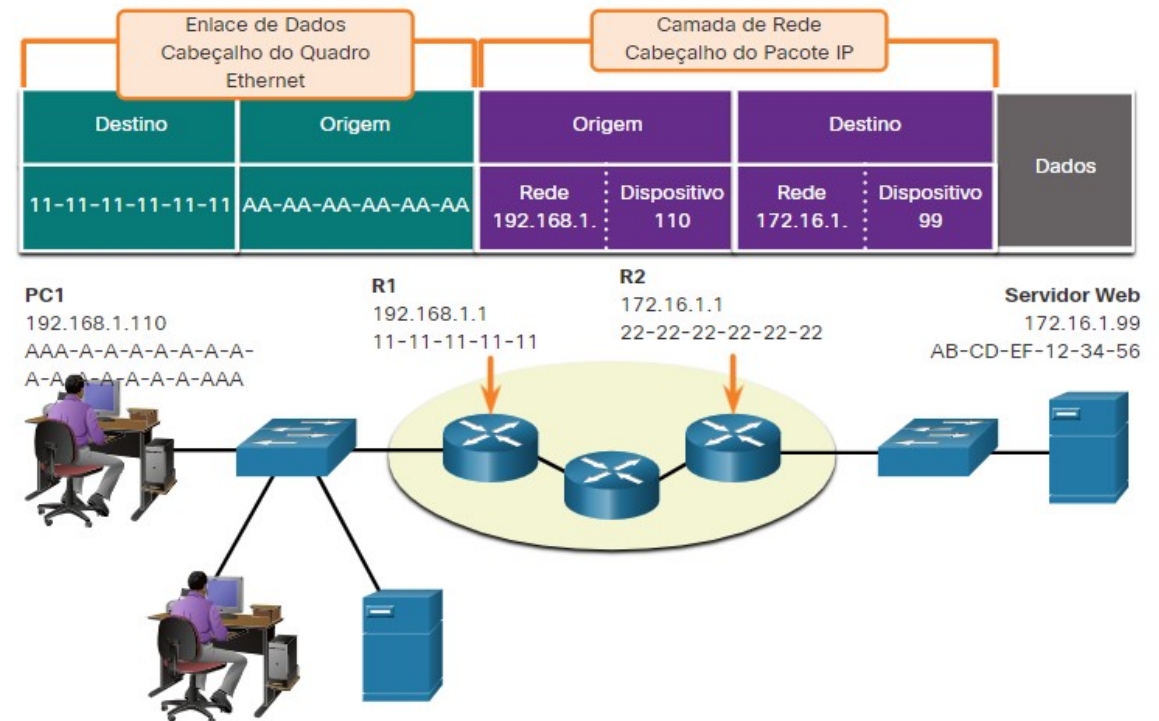 Enlace de Dados
Cabeçalho do Quadro
Ethernet
Camada de Rede
Cabeçalho do Pacote IP
Destino
Origem
Origem
Destino
Dados
11-11-11-11-11-11
AA-AA-AA-AA-AA-AA
Rede
192.168.1.
Dispositivo
110
Rede
172.16.1.
Dispositivo
99
PC1
192.168.1.110
AAA-A-A-A-A-A-A-A-
A-A-A-A-A-A-A-AAA
R1
192.168.1.1
11-11-11-11-11-11
R2
172.16.1.1
22-22-22-22-22-22
Servidor Web
172.16.1.99
AB-CD-EF-12-34-56